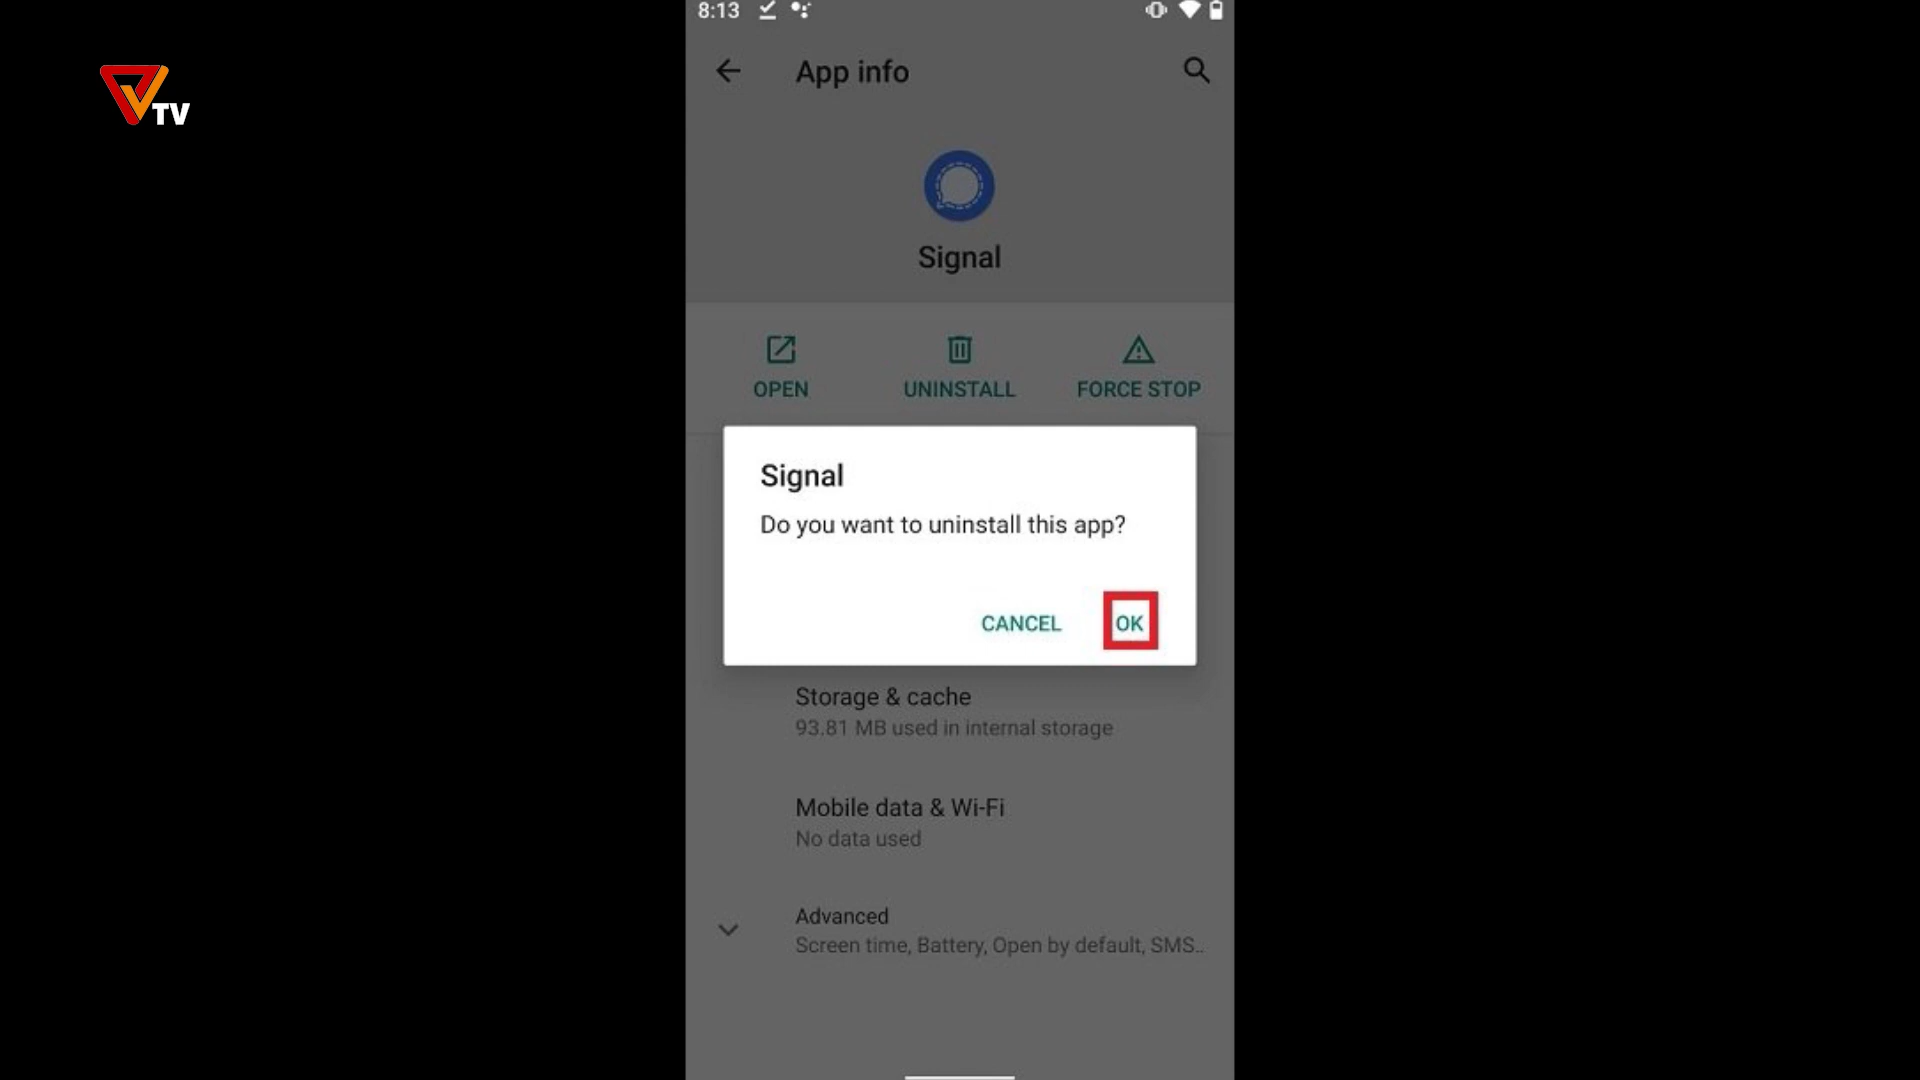 8:13
TV
App info
Signal
OPEN UNINSTALL FORCE STOP
Signal
Do you want to uninstall this app?
CANCEL OK
Storage & cache
93.81 MB used in internal storage
Mobile data & Wi-Fi
No data used
Advanced
Screen time, Battery, Open by default, SMS..